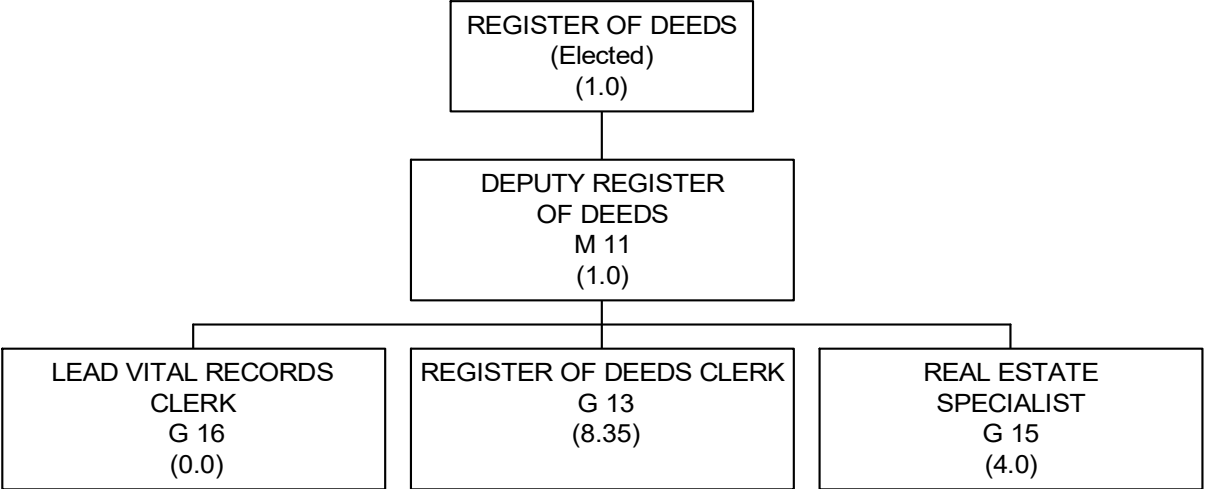 REGISTER OF DEEDS
(Elected)
(1.0)
DEPUTY REGISTER
OF DEEDS
M 11
(1.0)
LEAD VITAL RECORDS
CLERK
G 16
(0.0)
REGISTER OF DEEDS CLERK
G 13
(8.35)
REAL ESTATE
SPECIALIST
G 15
(4.0)